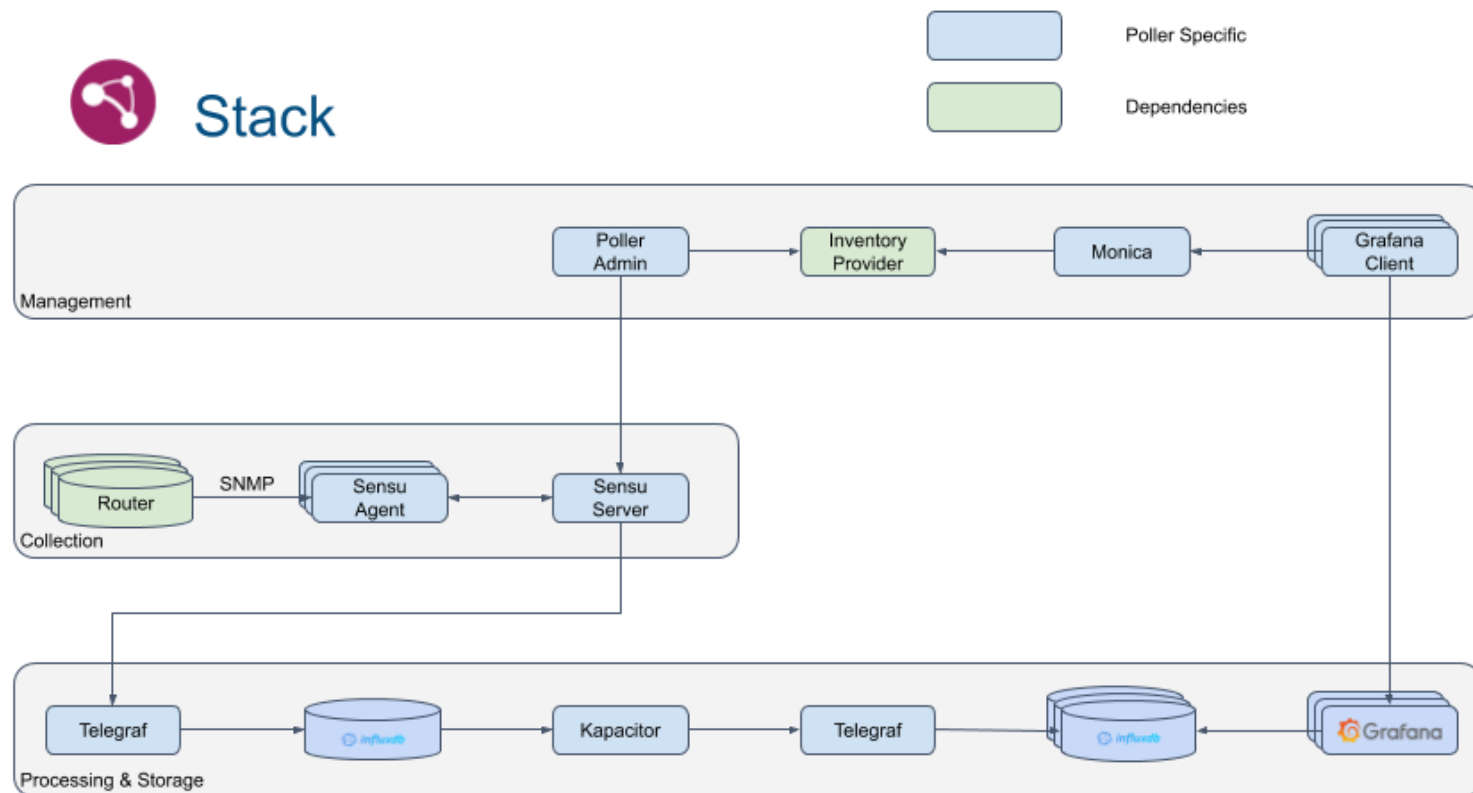 Poller Specific
Stack
Dependencies
Poller
Admin
Inventory
Provider
Monica
Grafana
Client
Management
SNMP
Router
Sensu
Agent
Sensu
Server
Collection
Telegraf
influxdb
Kapacitor
Telegraf
influxdb
Grafana
Processing & Storage